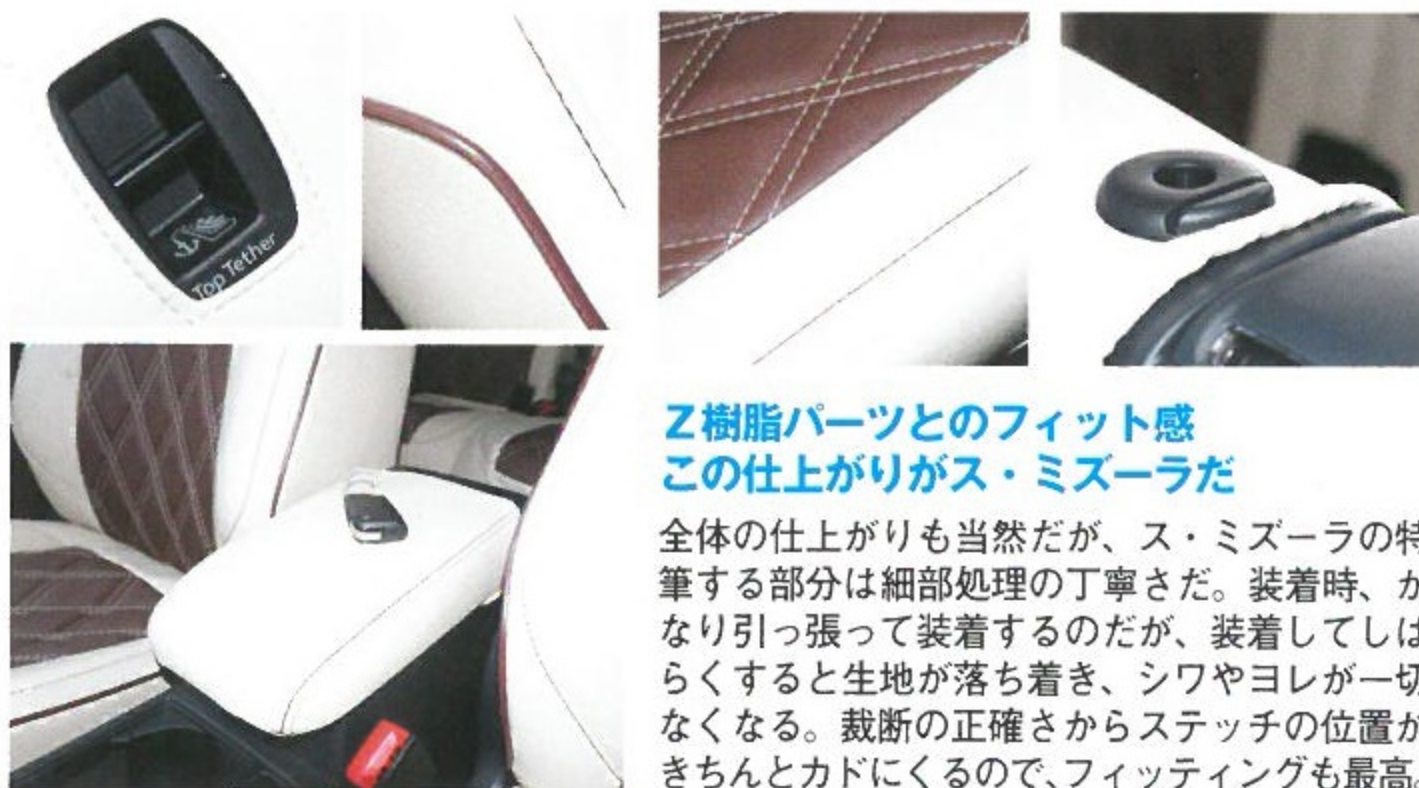 Top Tether
Z樹脂パーツとのフィット感
この仕上がりがス・ミズーラだ
全体の仕上がりも当然だが、ス・ミズーラの特
筆する部分は細部処理の丁寧さだ。装着時、か
なり引っ張って装着するのだが、装着してしば
らくすると生地が落ち着き、シワやヨレが一切
なくなる。裁断の正確さからステッチの位置が
きちんとカドにくるので、フィッティングも最高。